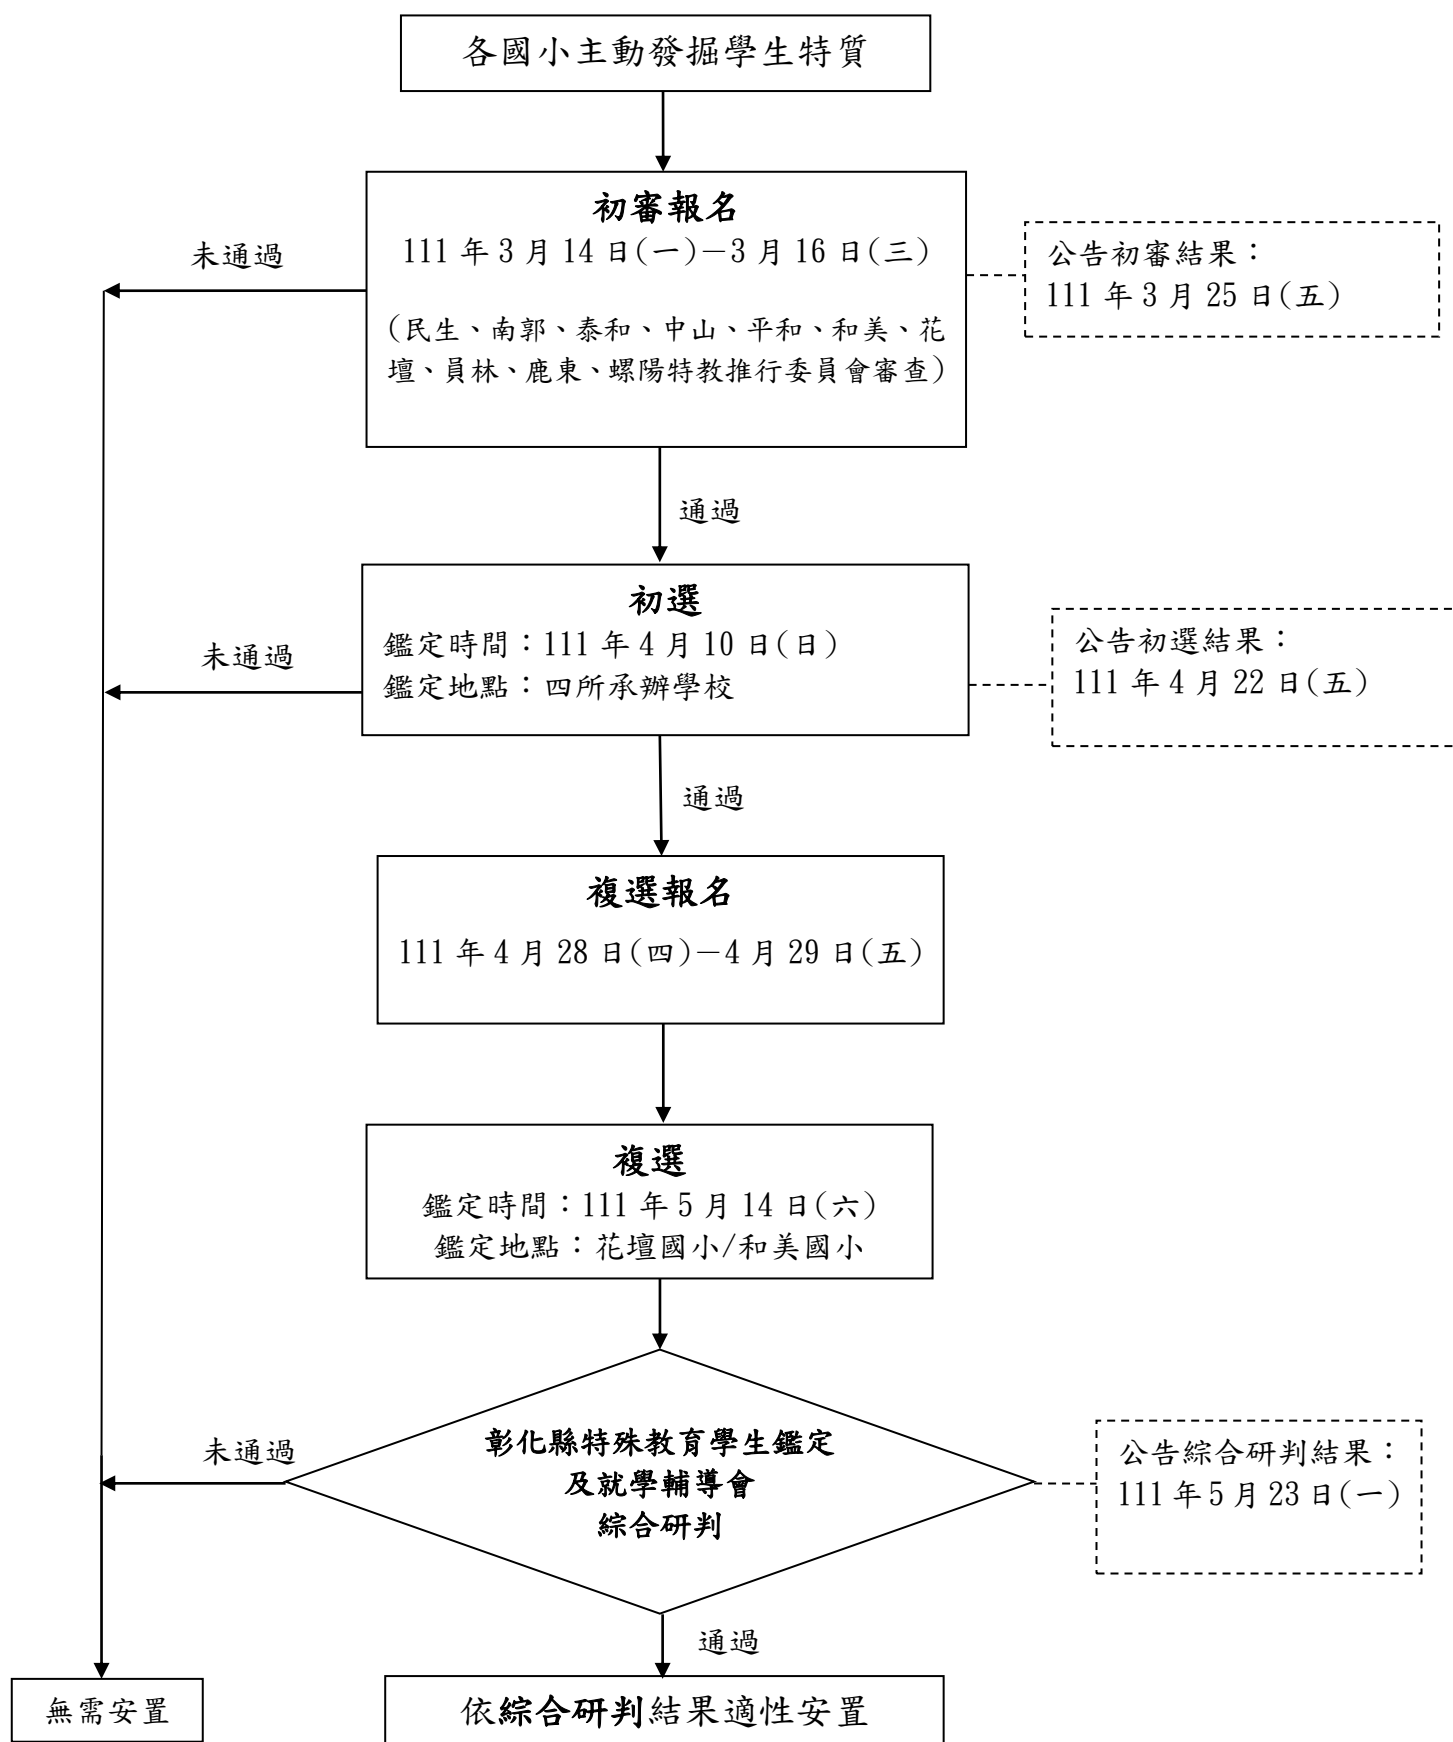 各國小主動發掘學生特質
初審報名
111 年 3 月 14 日(一)－3 月 16 日(三)
(民生、南郭、泰和、中山、平和、和美、花
壇、員林、鹿東、螺陽特教推行委員會審查)
未通過
公告初審結果：
111 年 3 月 25 日(五)
通過
初選
鑑定時間：111 年 4 月 10 日(日)
鑑定地點：四所承辦學校
未通過
公告初選結果：
111 年 4 月 22 日(五)
通過
複選報名
111 年 4 月 28 日(四)－4 月 29 日(五)
複選
鑑定時間：111 年 5 月 14 日(六)
鑑定地點：花壇國小/和美國小
彰化縣特殊教育學生鑑定
及就學輔導會
綜合研判
未通過
公告綜合研判結果：
111 年 5 月 23 日(一)
通過
無需安置
依綜合研判結果適性安置